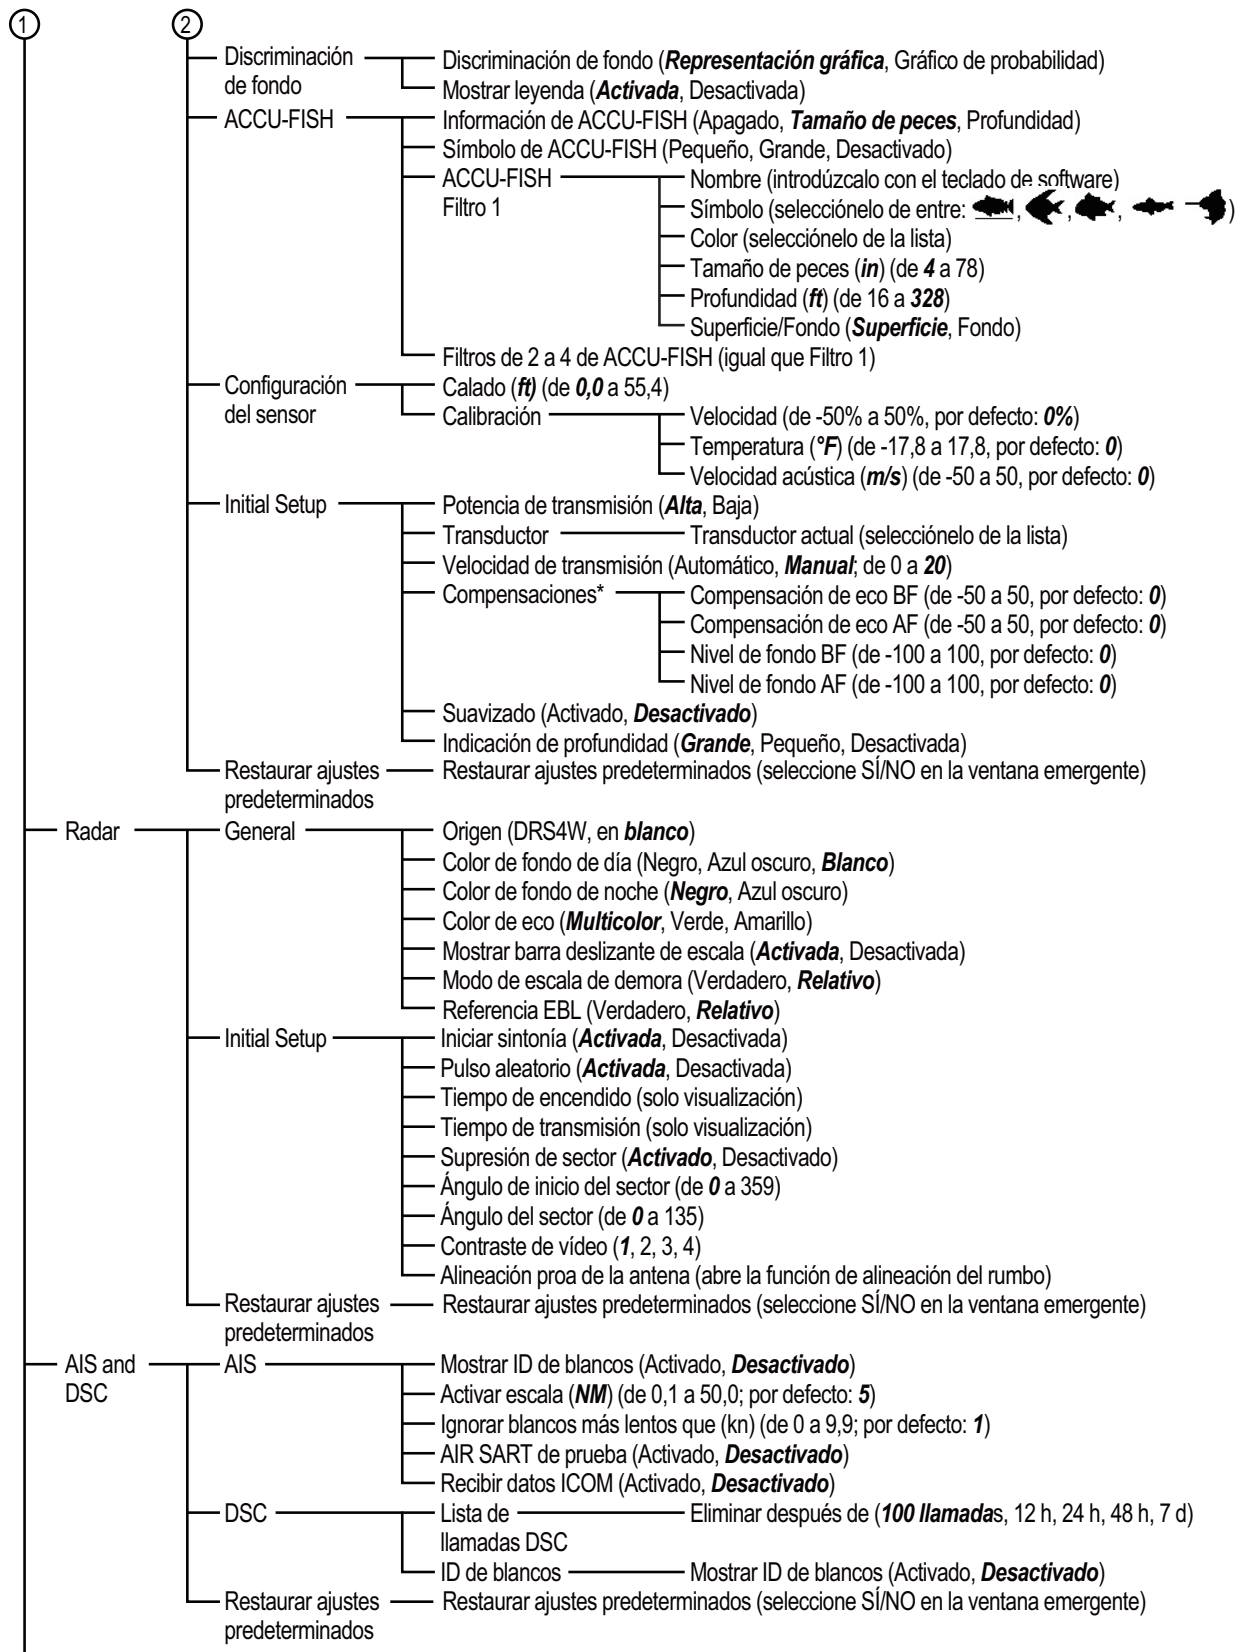 1 2
Discriminación de fondo
Discriminación de fondo (Representación gráfica, Gráfico de probabilidad)
Mostrar leyenda (Activada, Desactivada)
ACCU-FISH
Información de ACCU-FISH (Apagado, Tamaño de peces, Profundidad)
Símbolo de ACCU-FISH (Pequeño, Grande, Desactivado)
ACCU-FISH
Filtro 1
Nombre (introdúzcalo con el teclado de software)
Símbolo (selecciónelo de entre: , , , )
Color (selecciónelo de la lista)
Tamaño de peces (in) (de 4 a 78)
Profundidad (ft) (de 16 a 328)
Superficie/Fondo (Superficie, Fondo)
Filtros de 2 a 4 de ACCU-FISH (igual que Filtro 1)
Configuración
del sensor
Calado (ft) (de 0,0 a 55,4)
Calibración
Velocidad (de -50% a 50%, por defecto: 0%)
Temperatura (°F) (de -17,8 a 17,8, por defecto: 0)
Velocidad acústica (m/s) (de -50 a 50, por defecto: 0)
Initial Setup
Potencia de transmisión (Alta, Baja)
Transductor
Transductor actual (selecciónelo de la lista)
Velocidad de transmisión (Automático, Manual; de 0 a 20)
Compensaciones*
Compensación de eco BF (de -50 a 50, por defecto: 0)
Compensación de eco AF (de -50 a 50, por defecto: 0)
Nivel de fondo BF (de -100 a 100, por defecto: 0)
Nivel de fondo AF (de -100 a 100, por defecto: 0)
Suavizado (Activado, Desactivado)
Indicación de profundidad (Grande, Pequeño, Desactivada)
Restaurar ajustes
predeterminados
Restaurar ajustes predeterminados (seleccione SÍ/NO en la ventana emergente)
Radar
General
Origen (DRS4W, en blanco)
Color de fondo de día (Negro, Azul oscuro, Blanco)
Color de fondo de noche (Negro, Azul oscuro)
Color de eco (Multicolor, Verde, Amarillo)
Mostrar barra deslizante de escala (Activada, Desactivada)
Modo de escala de demora (Verdadero, Relativo)
Referencia EBL (Verdadero, Relativo)
Initial Setup
Iniciar sintonía (Activada, Desactivada)
Pulso aleatorio (Activada, Desactivada)
Tiempo de encendido (solo visualización)
Tiempo de transmisión (solo visualización)
Supresión de sector (Activado, Desactivado)
Ángulo de inicio del sector (de 0 a 359)
Ángulo del sector (de 0 a 135)
Contraste de vídeo (1, 2, 3, 4)
Alineación proa de la antena (abre la función de alineación del rumbo)
Restaurar ajustes
predeterminados
Restaurar ajustes predeterminados (seleccione SÍ/NO en la ventana emergente)
AIS and
DSC
AIS
Mostrar ID de blancos (Activado, Desactivado)
Activar escala (NM) (de 0,1 a 50,0; por defecto: 5)
Ignorar blancos más lentos que (kn) (de 0 a 9,9; por defecto: 1)
AIR SART de prueba (Activado, Desactivado)
Recibir datos ICOM (Activado, Desactivado)
DSC
Lista de
llamadas DSC
Eliminar después de (100 llamadas, 12 h, 24 h, 48 h, 7 d)
ID de blancos
Mostrar ID de blancos (Activado, Desactivado)
Restaurar ajustes
predeterminados
Restaurar ajustes predeterminados (seleccione SÍ/NO en la ventana emergente)